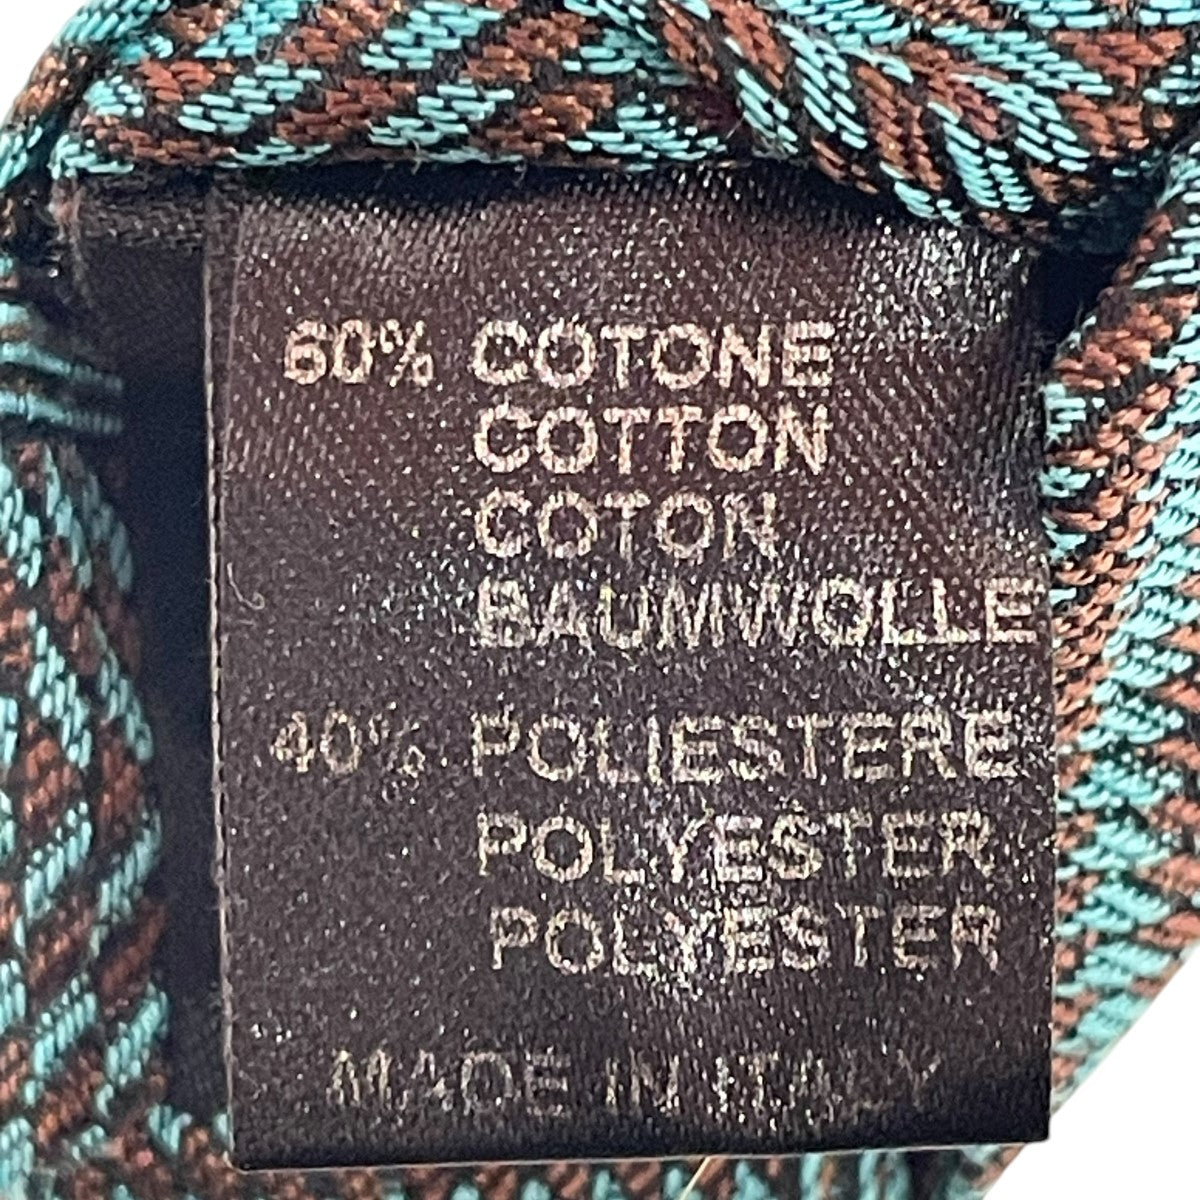 60% COTONE
COTTON
COTON
BAUMWOLLE
40% POLIESTERE
POLYESTER
POLYESTER
MADE IN ITALY